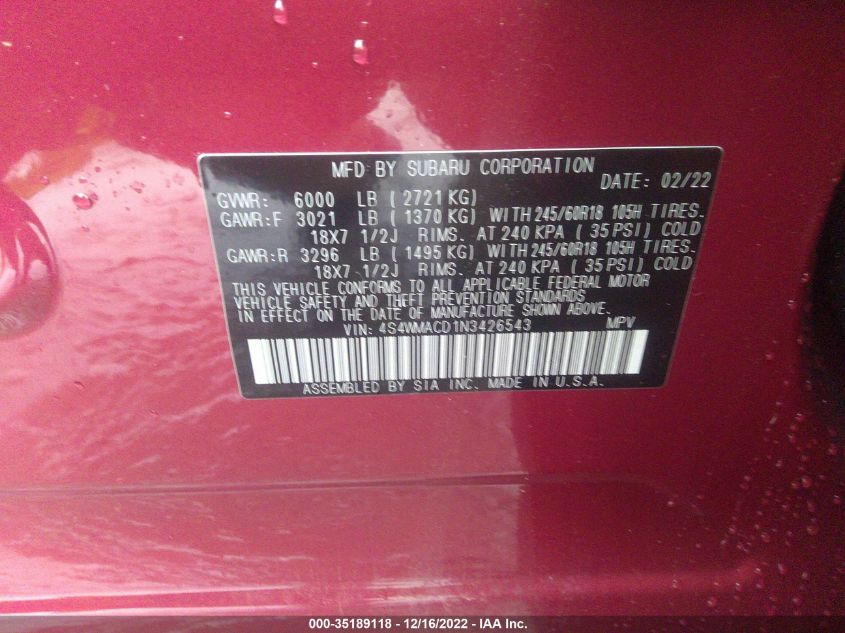 MFD BY SUBARU CORPORATION
DATE: 02/22
GVWR: 6000 LB ( 2721 KG)
GAWR:F 3021 LB ( 1370 KG) WITH 245/60R18 105H TIRES.
18X7 1/2J RIMS. AT 240 KPA ( 35 PSI) COLD
GAWR:R 3296 LB ( 1495 KG) WITH 245/60R18 105H TIRES.
18X7 1/2J RIMS. AT 240 KPA ( 35 PSI) COLD
THIS VEHICLE CONFORMS TO ALL APPLICABLE FEDERAL MOTOR
VEHICLE SAFETY AND THEFT PREVENTION STANDARDS
IN EFFECT ON THE DATE OF MANUFACTURE SHOWN ABOVE.
VIN: 4S4WMACD1N3426543 MPV
ASSEMBLED BY SIA INC. MADE IN U.S.A.
000-35189118 - 12/16/2022 - IAA Inc.